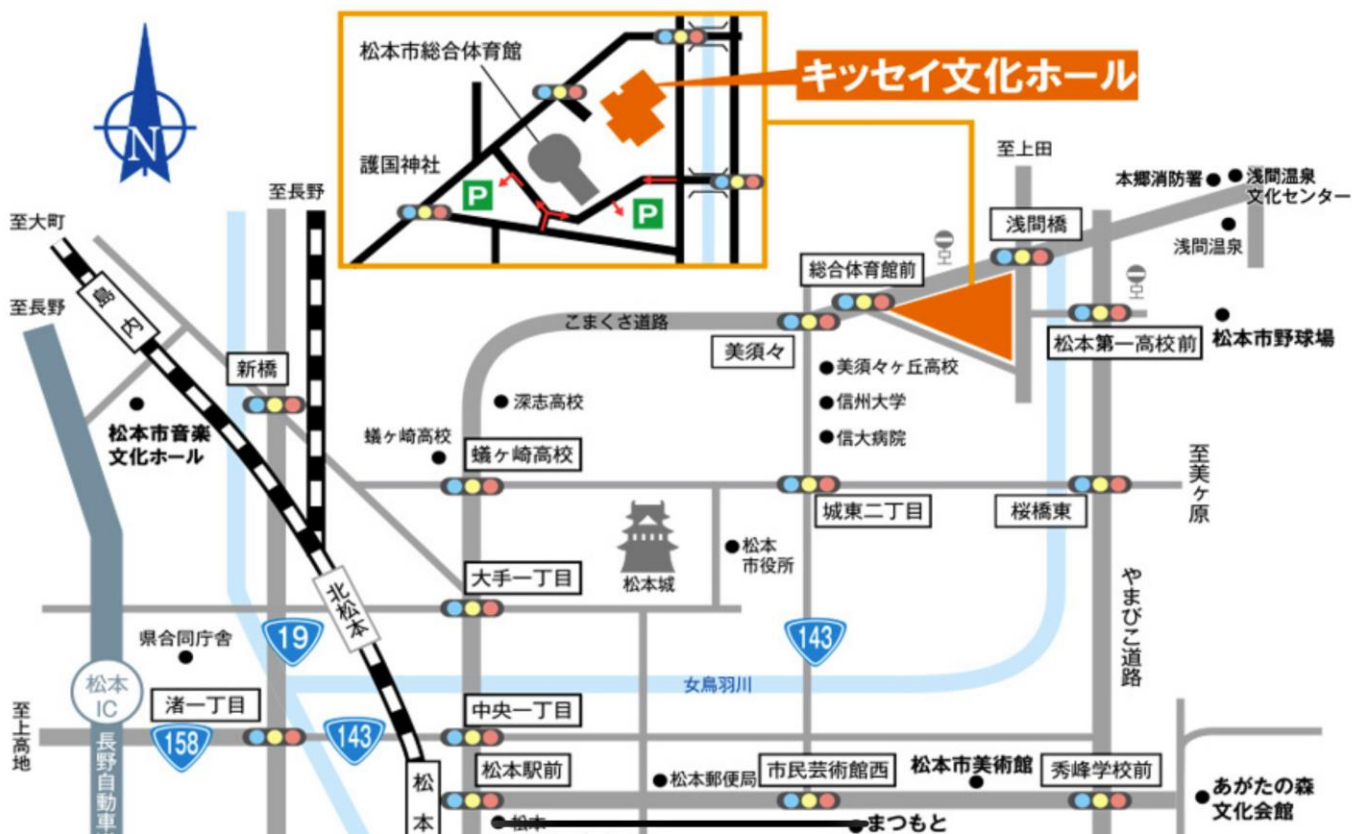 松本市総合体育館
キッセイ文化ホール
護国神社
P
P
N
至長野
至大町
至長野
至上田
本郷消防署
浅間温泉
文化センター
浅間橋
浅間温泉
総合体育館前
島内
こまくさ道路
美須々
松本第一高校前
松本市野球場
新橋
美須々ヶ丘高校
深志高校
信州大学
松本市音楽
文化ホール
蟻ヶ崎高校
蟻ヶ崎高校
信大病院
至美ヶ原
城東二丁目
桜橋東
松本城
松本
市役所
大手一丁目
北松本
やまびこ道路
県合同庁舎
19
143
松本
IC
女鳥羽川
渚一丁目
中央一丁目
至上高地
158
143
長野自動車
松本駅前
松本郵便局
市民芸術館西
松本市美術館
秀峰学校前
あがたの森
文化会館
松本
松本
まつもと